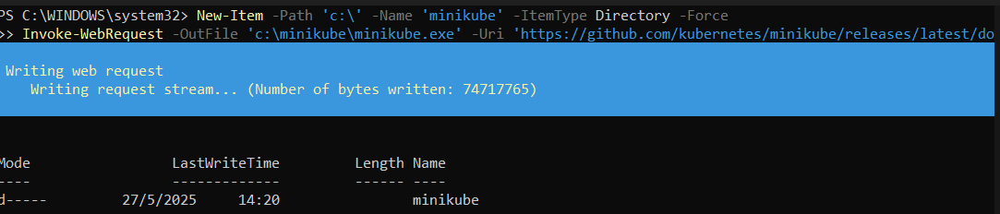 PS C:\WINDOWS\system32> New-Item -Path 'c:\' -Name 'minikube' -ItemType Directory -Force
>> Invoke-WebRequest -OutFile 'c:\minikube\minikube.exe' -Uri 'https://github.com/kubernetes/minikube/releases/latest/do
Writing web request
Writing request stream... (Number of bytes written: 74717765)
Mode LastWriteTime Length Name
---- ------------- ------ ----
d----- 27/5/2025 14:20 minikube